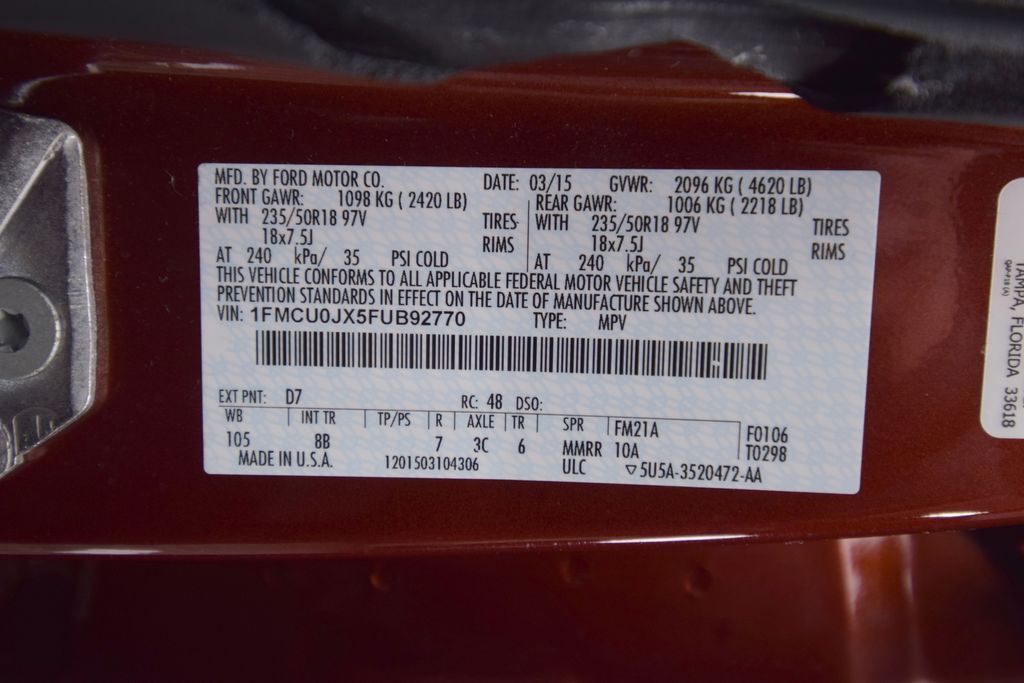 MFD. BY FORD MOTOR CO. DATE: 03/15 GVWR: 2096 KG ( 4620 LB)
FRONT GAWR: 1098 KG ( 2420 LB) REAR GAWR: 1006 KG ( 2218 LB)
WITH 235/50R18 97V TIRES WITH 235/50R18 97V TIRES
18x7.5J RIMS 18x7.5J RIMS
AT 240 kPa/ 35 PSI COLD AT 240 kPa/ 35 PSI COLD
THIS VEHICLE CONFORMS TO ALL APPLICABLE FEDERAL MOTOR VEHICLE SAFETY AND THEFT
PREVENTION STANDARDS IN EFFECT ON THE DATE OF MANUFACTURE SHOWN ABOVE.
VIN: 1FMCU0JX5FUB92770 TYPE: MPV
EXT PNT: D7 RC: 48 DSO:
WB INT TR TP/PS R AXLE TR SPR FM21A F0106
105 8B 7 3C 6 MMRR 10A T0298
MADE IN U.S.A. 1201503104306 ULC ▽5U5A-3520472-AA
TAMPA, FLORIDA 33618